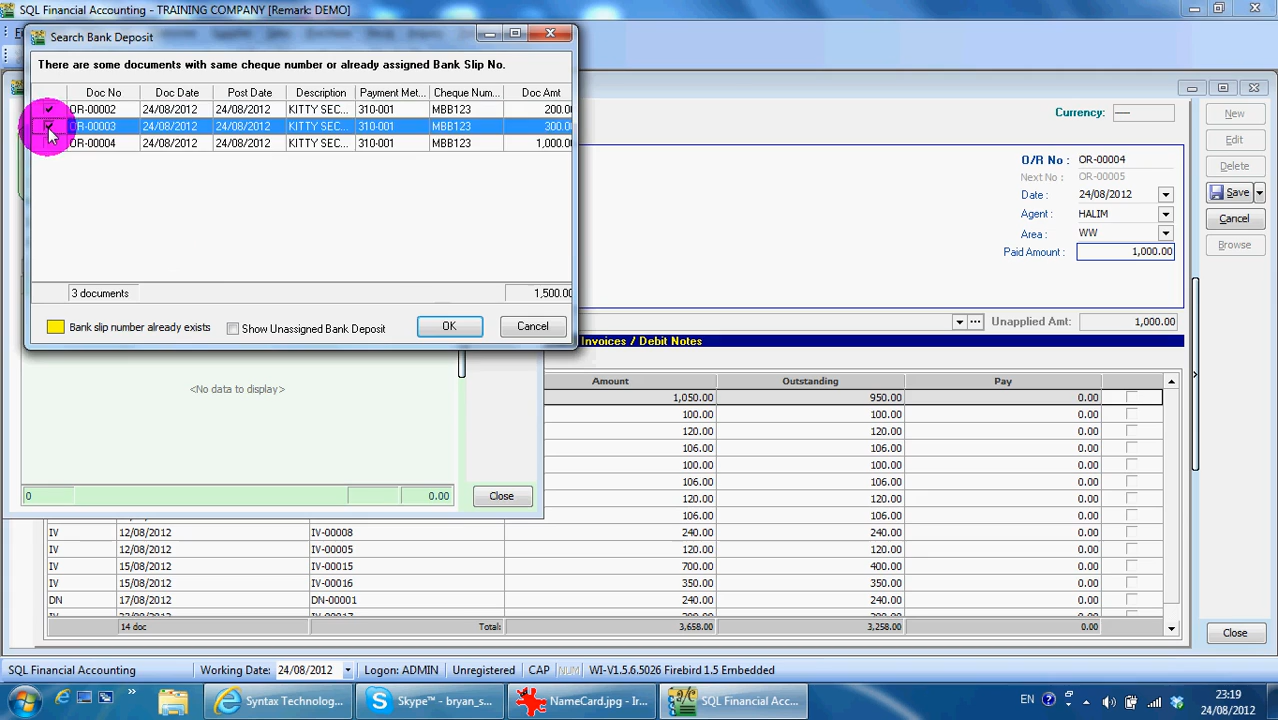 SQL Financial Accounting - TRAINING COMPANY [Remark: DEMO]
Search Bank Deposit
There are some documents with same cheque number or already assigned Bank Slip No.
Doc No Doc Date Post Date Description Payment Met... Cheque Num... Doc Amt
OR-00002 24/08/2012 24/08/2012 KITTY SEC... 310-001 MBB123 200.0
OR-00003 24/08/2012 24/08/2012 KITTY SEC... 310-001 MBB123 300.0
OR-00004 24/08/2012 24/08/2012 KITTY SEC... 310-001 MBB123 1,000.0
3 documents 1,500.00
Bank slip number already exists Show Unassigned Bank Deposit OK Cancel
Currency: ----
O/R No : OR-00004
Next No : OR-00005
Date : 24/08/2012
Agent : HALIM
Area : WW
Paid Amount : 1,000.00
New
Edit
Delete
Save
Cancel
Browse
Unapplied Amt: 1,000.00
Invoices / Debit Notes
Amount Outstanding Pay
1,050.00 950.00 0.00
100.00 100.00 0.00
120.00 120.00 0.00
106.00 106.00 0.00
100.00 100.00 0.00
106.00 106.00 0.00
120.00 120.00 0.00
106.00 106.00 0.00
<No data to display>
0 0.00 Close
IV 12/08/2012 IV-00008 240.00 240.00 0.00
IV 15/08/2012 IV-00005 120.00 120.00 0.00
IV 15/08/2012 IV-00015 700.00 400.00 0.00
IV 15/08/2012 IV-00016 350.00 350.00 0.00
DN 17/08/2012 DN-00001 240.00 240.00 0.00
14 doc Total: 3,658.00 3,258.00 0.00
Close
SQL Financial Accounting Working Date: 24/08/2012 Logon: ADMIN Unregistered CAP NUM WI-V1.5.6.5026 Firebird 1.5 Embedded
Syntax Technolog... Skype™ - bryan_s... NameCard.jpg - Ir... SQL Financial Acc... EN 23:19
24/08/2012